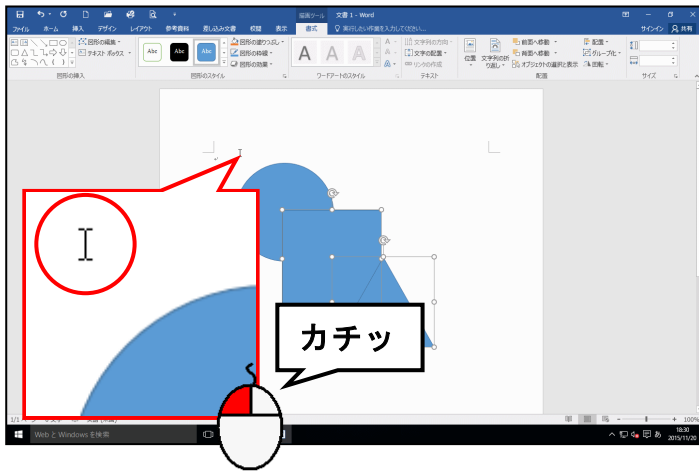 描画ツール 文書 1 - Word
ファイル ホーム 挿入 デザイン レイアウト 参考資料 差し込み文書 校閲 表示 書式 実行したい作業を入力してください... サインイン 共有
図形の編集 テキスト ボックス
図形の挿入
Abc Abc Abc
図形の塗りつぶし
図形の枠線
図形の効果
図形のスタイル
A A A
ワードアートのスタイル
文字列の方向
文字の配置
リンクの作成
テキスト
位置 文字列の折り返し
前面へ移動
背面へ移動
オブジェクトの選択と表示
配置
グループ化
回転
配置
サイズ
カチッ
1/1
100%
Web と Windows を検索
18:30
2015/11/20